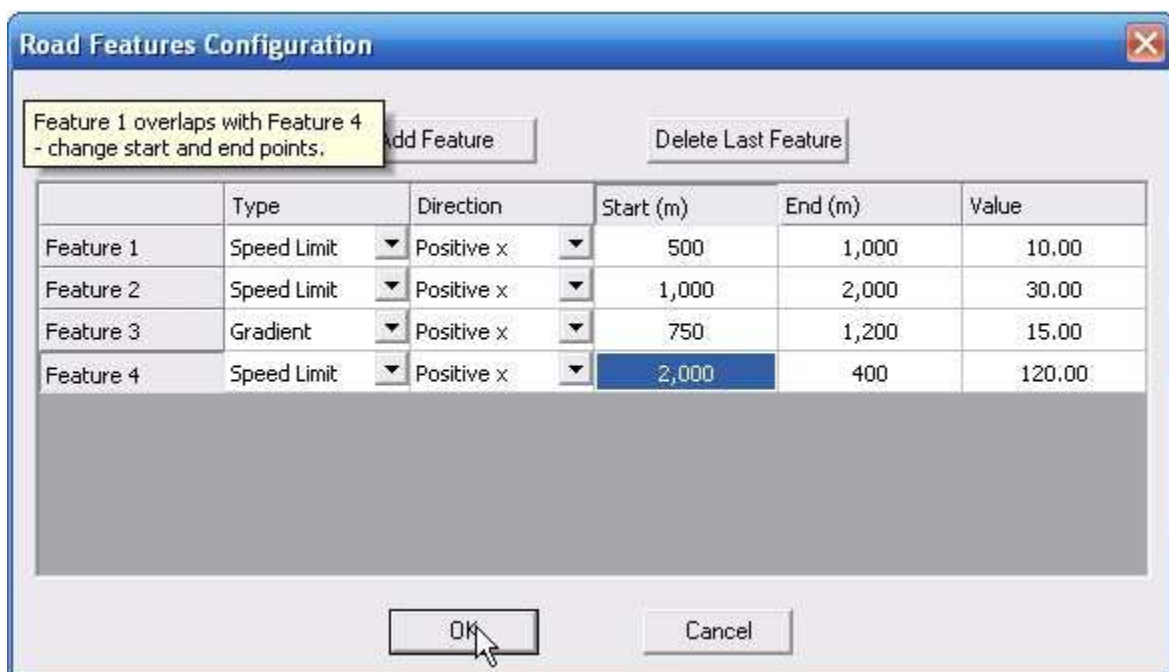 Road Features Configuration
Feature 1 overlaps with Feature 4
- change start and end points.
Add Feature Delete Last Feature
Type Direction Start (m) End (m) Value
Feature 1 Speed Limit Positive x 500 1,000 10.00
Feature 2 Speed Limit Positive x 1,000 2,000 30.00
Feature 3 Gradient Positive x 750 1,200 15.00
Feature 4 Speed Limit Positive x 2,000 400 120.00
OK Cancel